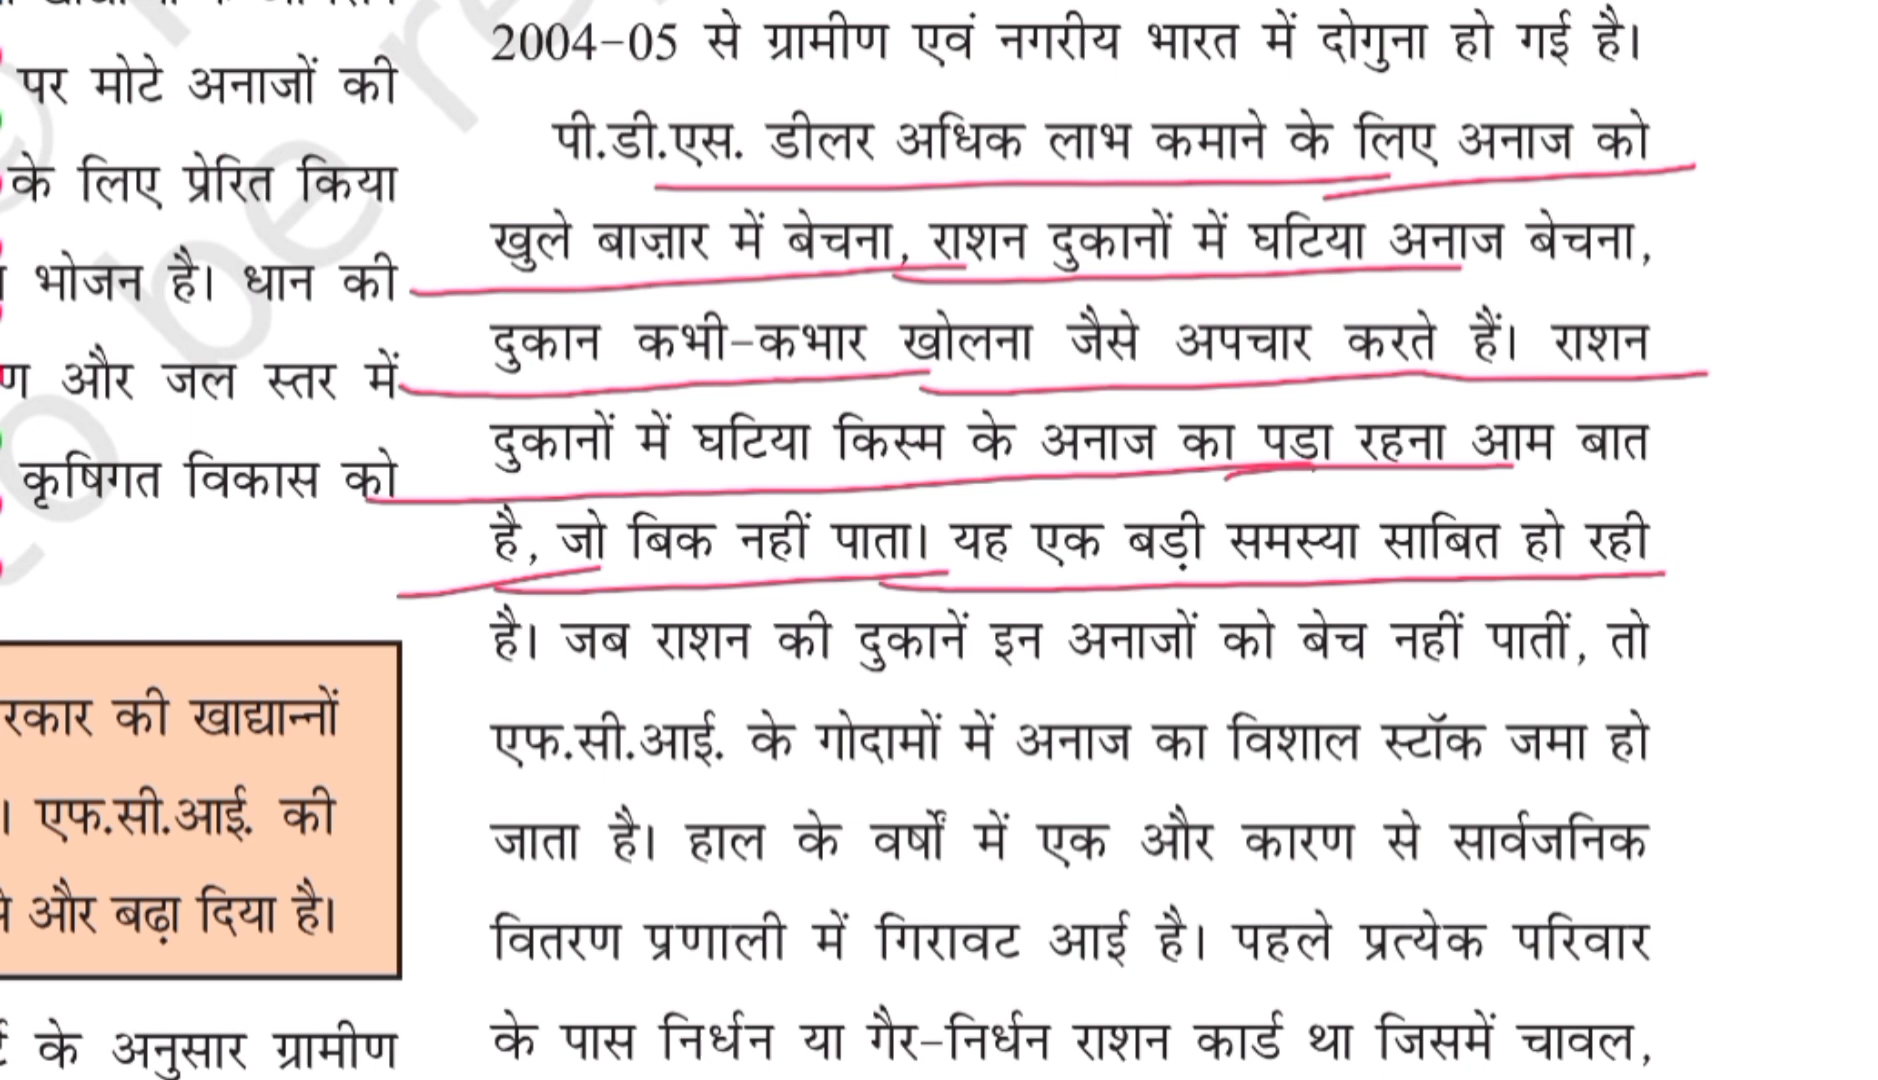 पर मोटे अनाजों की
के लिए प्रेरित किया
भोजन है। धान की
और जल स्तर में
कृषिगत विकास को
की खाद्यान्नों
। एफ.सी.आई. की
और बढ़ा दिया है।
के अनुसार ग्रामीण
2004-05 से ग्रामीण एवं नगरीय भारत में दोगुना हो गई है।
पी.डी.एस. डीलर अधिक लाभ कमाने के लिए अनाज को
खुले बाज़ार में बेचना, राशन दुकानों में घटिया अनाज बेचना,
दुकान कभी-कभार खोलना जैसे अपचार करते हैं। राशन
दुकानों में घटिया किस्म के अनाज का पड़ा रहना आम बात
है, जो बिक नहीं पाता। यह एक बड़ी समस्या साबित हो रही
है। जब राशन की दुकानें इन अनाजों को बेच नहीं पातीं, तो
एफ.सी.आई. के गोदामों में अनाज का विशाल स्टॉक जमा हो
जाता है। हाल के वर्षों में एक और कारण से सार्वजनिक
वितरण प्रणाली में गिरावट आई है। पहले प्रत्येक परिवार
के पास निर्धन या गैर-निर्धन राशन कार्ड था जिसमें चावल,